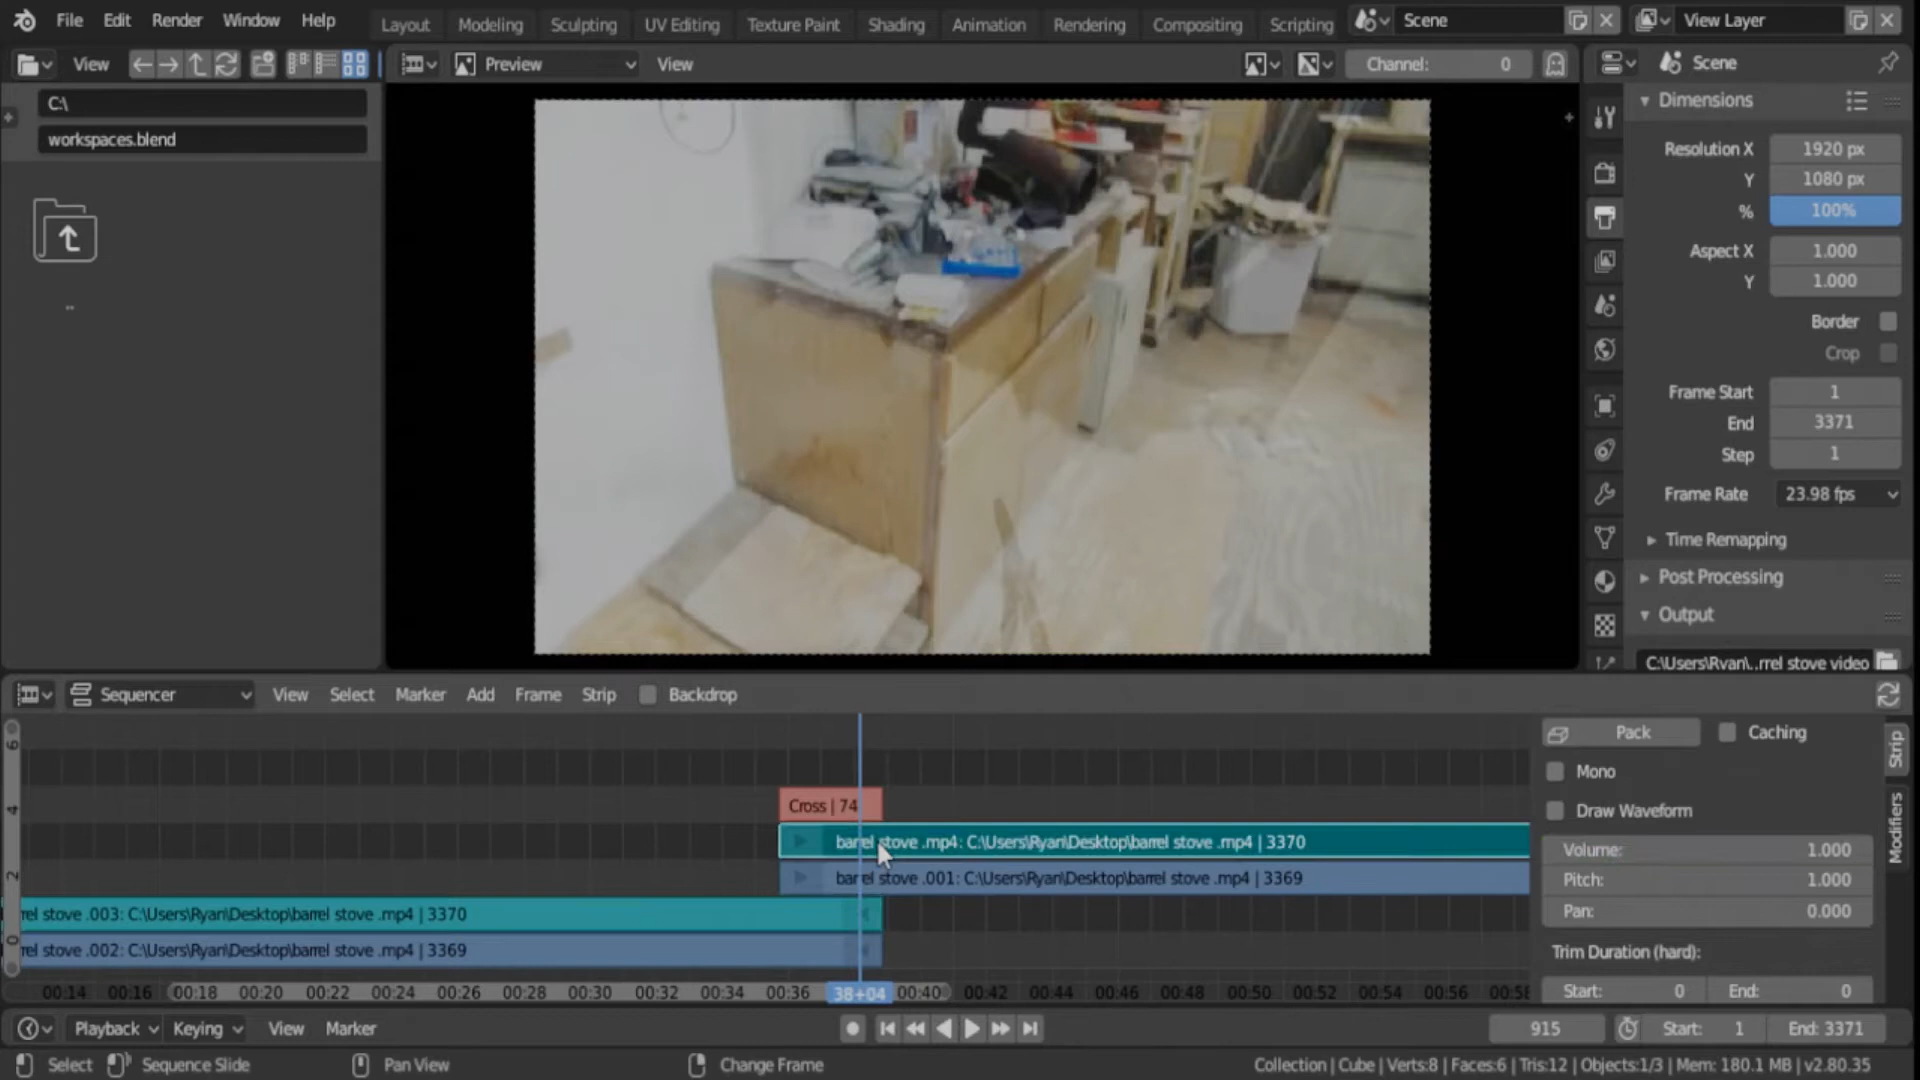 File Edit Render Window Help Layout Modeling Sculpting UV Editing Texture Paint Shading Animation Rendering Compositing Scripting Scene View Layer
View Preview View Channel: 0 Scene
C:\
workspaces.blend
..
Dimensions
Resolution X 1920 px
Y 1080 px
% 100%
Aspect X 1.000
Y 1.000
Border
Crop
Frame Start 1
End 3371
Step 1
Frame Rate 23.98 fps
Time Remapping
Post Processing
Output
C:\Users\Ryan\..rrel stove video
Sequencer View Select Marker Add Frame Strip Backdrop
6
4
2
0
Cross | 74
barrel stove .mp4: C:\Users\Ryan\Desktop\barrel stove .mp4 | 3370
barrel stove .001: C:\Users\Ryan\Desktop\barrel stove .mp4 | 3369
rel stove .003: C:\Users\Ryan\Desktop\barrel stove .mp4 | 3370
rel stove .002: C:\Users\Ryan\Desktop\barrel stove .mp4 | 3369
00:14 00:16 00:18 00:20 00:22 00:24 00:26 00:28 00:30 00:32 00:34 00:36 38+04 00:40 00:42 00:44 00:46 00:48 00:50 00:52 00:54 00:56 00:58
Pack Caching
Mono
Draw Waveform
Volume: 1.000
Pitch: 1.000
Pan: 0.000
Trim Duration (hard):
Start: 0 End: 0
Strip
Modifiers
Playback Keying View Marker 915 Start: 1 End: 3371
Select Sequence Slide Pan View Change Frame Collection | Cube | Verts:8 | Faces:6 | Tris:12 | Objects:1/3 | Mem: 180.1 MB | v2.80.35